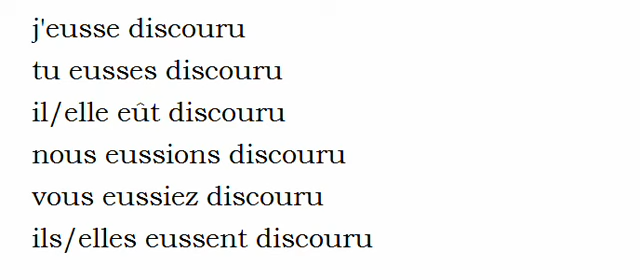 j'eusse discouru
tu eusses discouru
il/elle eût discouru
nous eussions discouru
vous eussiez discouru
ils/elles eussent discouru